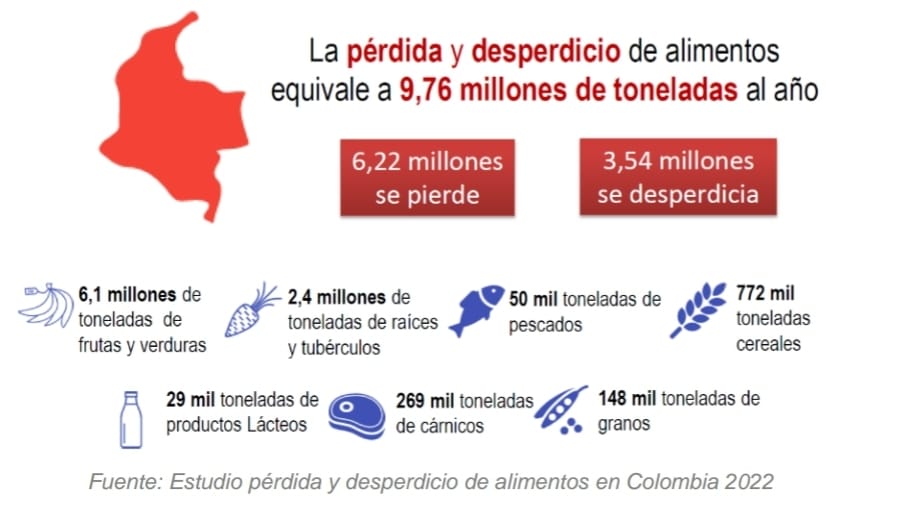 La pérdida y desperdicio de alimentos
equivale a 9,76 millones de toneladas al año
6,22 millones
se pierde
3,54 millones
se desperdicia
6,1 millones de
toneladas de
frutas y verduras
2,4 millones de
toneladas de raíces
y tubérculos
50 mil toneladas de
pescados
772 mil
toneladas
cereales
29 mil toneladas de
productos Lácteos
269 mil toneladas
de cárnicos
148 mil toneladas de
granos
Fuente: Estudio pérdida y desperdicio de alimentos en Colombia 2022